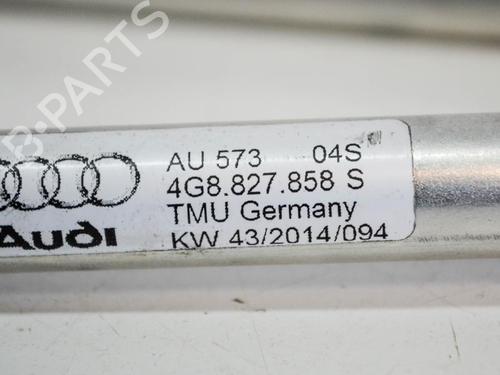 B-PARTS
AU 573 04S
4G8.827.858 S
TMU Germany
Audi KW 43/2014/094